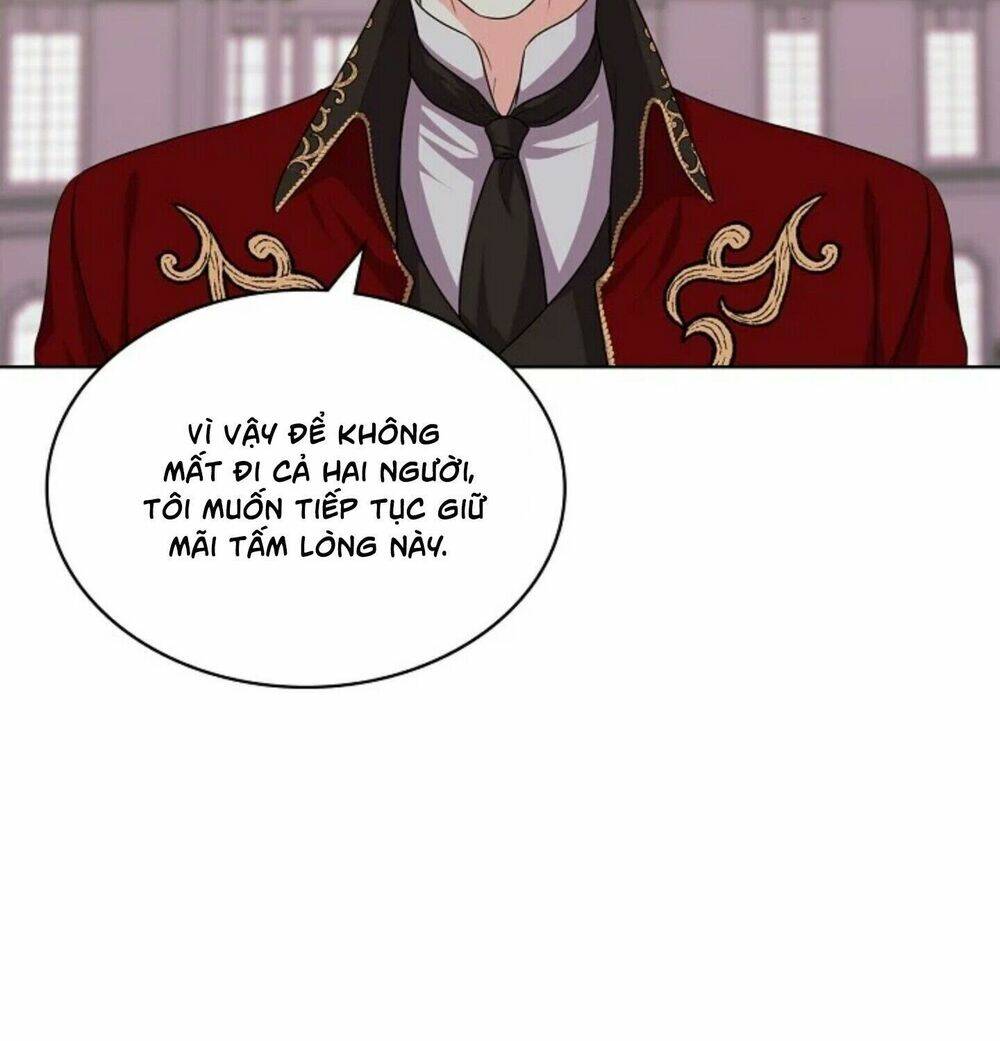 VÌ VẬY ĐỂ KHÔNG
MẤT ĐI CẢ HAI NGƯỜI,
TÔI MUỐN TIẾP TỤC GIỮ
MÃI TẤM LÒNG NÀY.